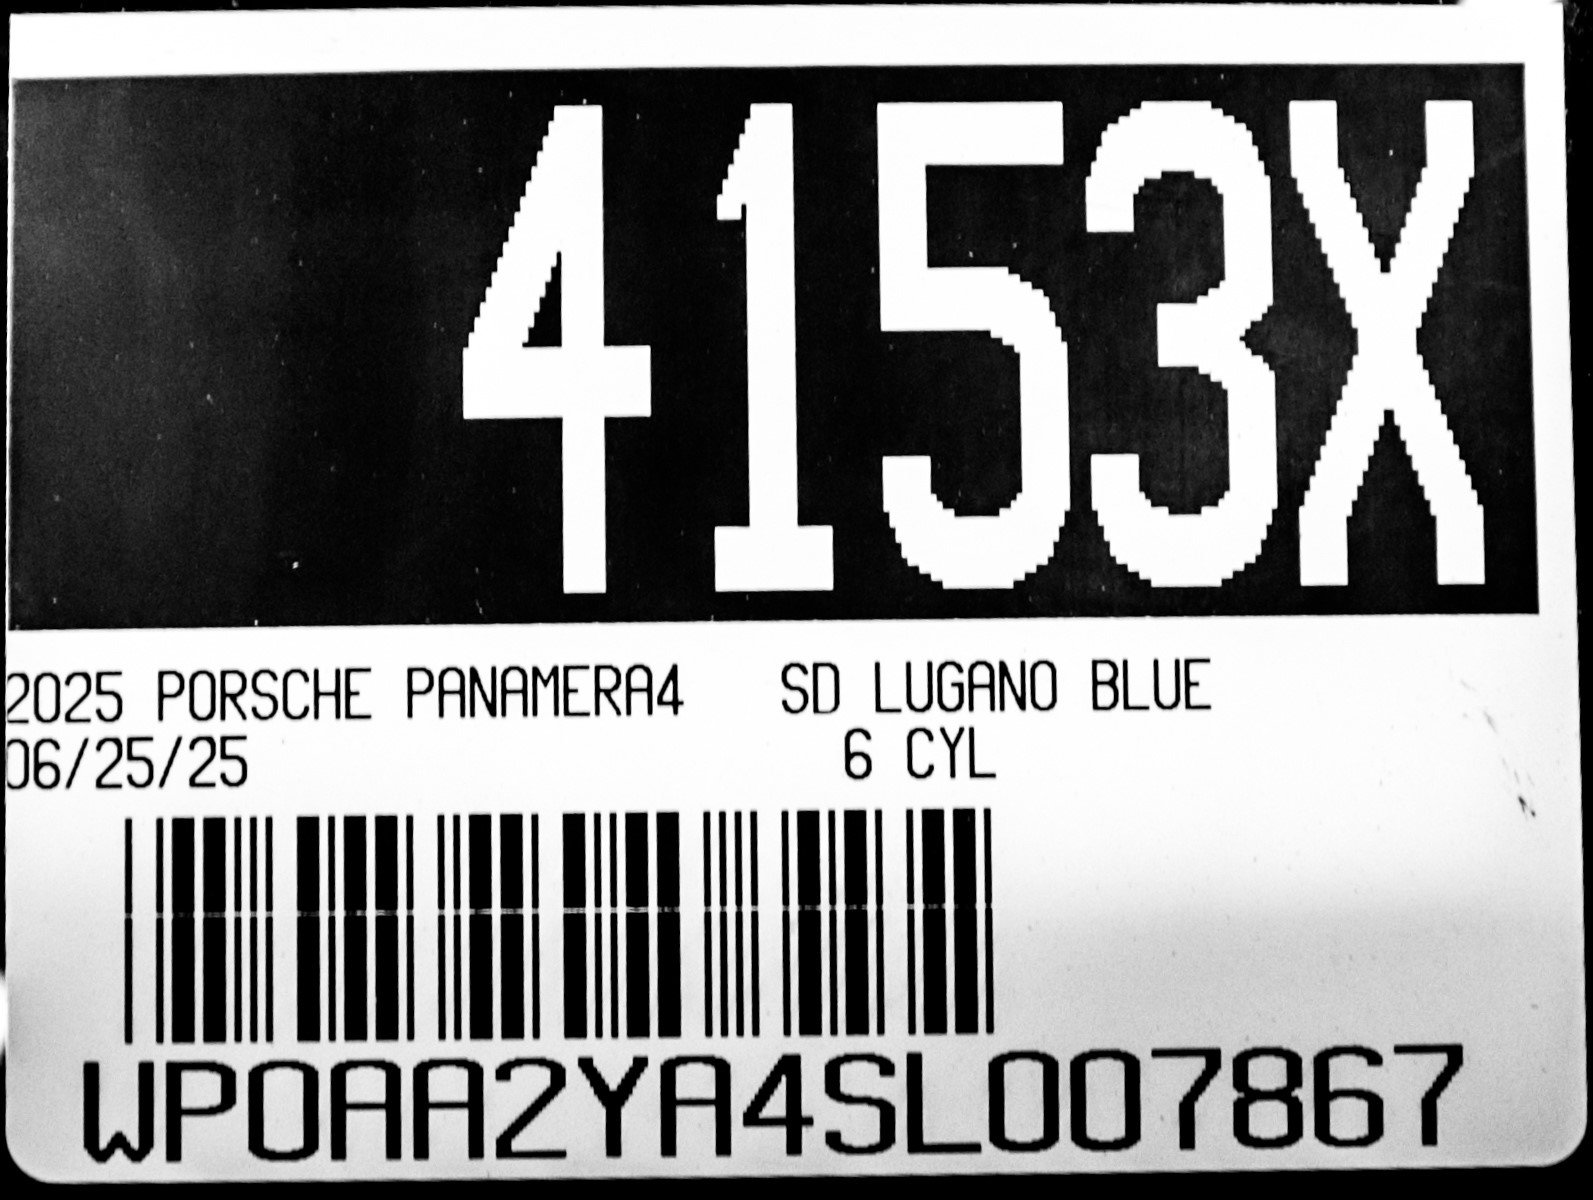 4153X
2025 PORSCHE PANAMERA4 SD LUGANO BLUE
06/25/25 6 CYL
WP0AA2YA4SL007867